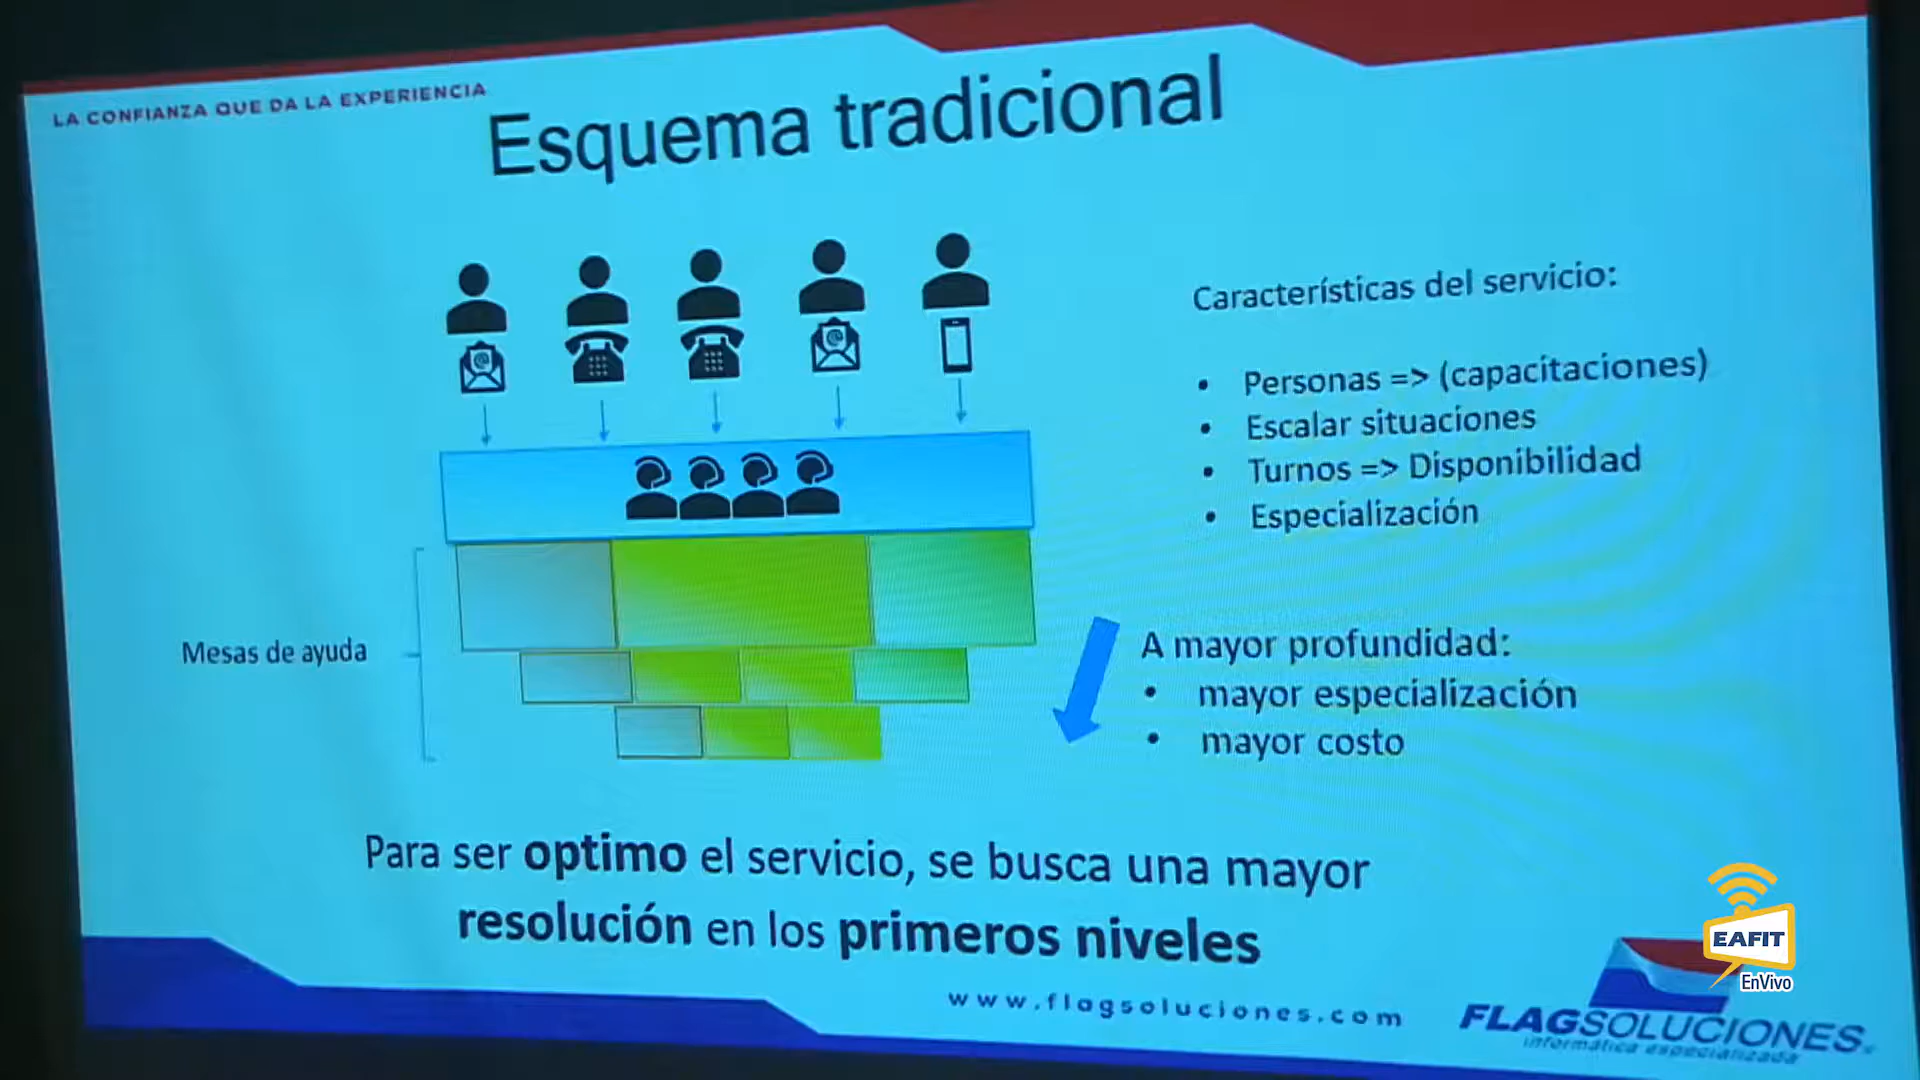 LA CONFIANZA QUE DA LA EXPERIENCIA
Esquema tradicional
Características del servicio:
• Personas => (capacitaciones)
• Escalar situaciones
• Turnos => Disponibilidad
• Especialización
Mesas de ayuda
A mayor profundidad:
• mayor especialización
• mayor costo
Para ser optimo el servicio, se busca una mayor
resolución en los primeros niveles
www.flagsoluciones.com
FLAGSOLUCIONES
informática especializada
EAFIT
EnVivo